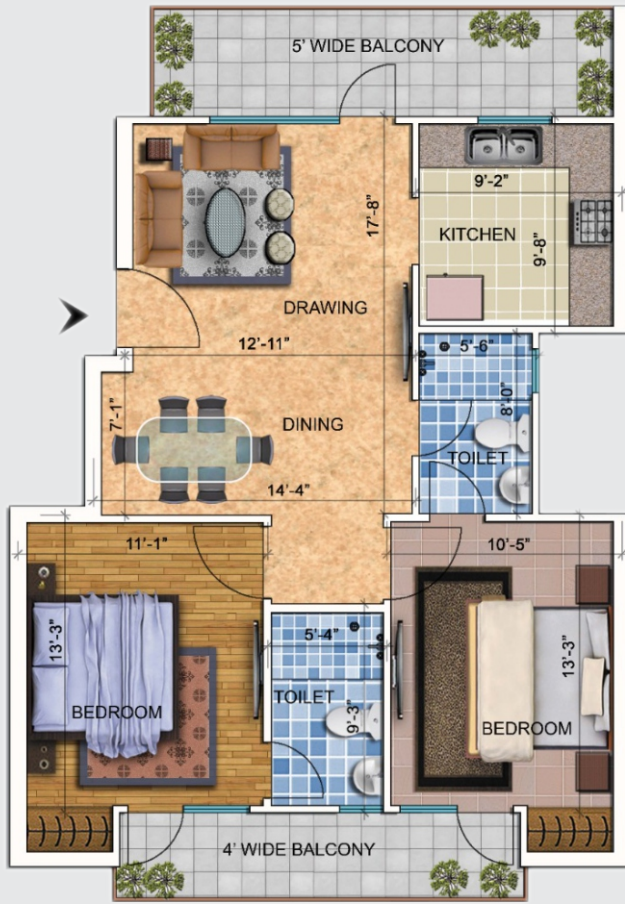 5' WIDE BALCONY
9'-2"
17'-8"
KITCHEN
9'-8"
DRAWING
12'-11"
5'-6"
7'-1"
DINING
8'-0"
TOILET
14'-4"
11'-1"
10'-5"
5'-4"
13'-3"
13'-3"
TOILET
9'-3"
BEDROOM
BEDROOM
4' WIDE BALCONY